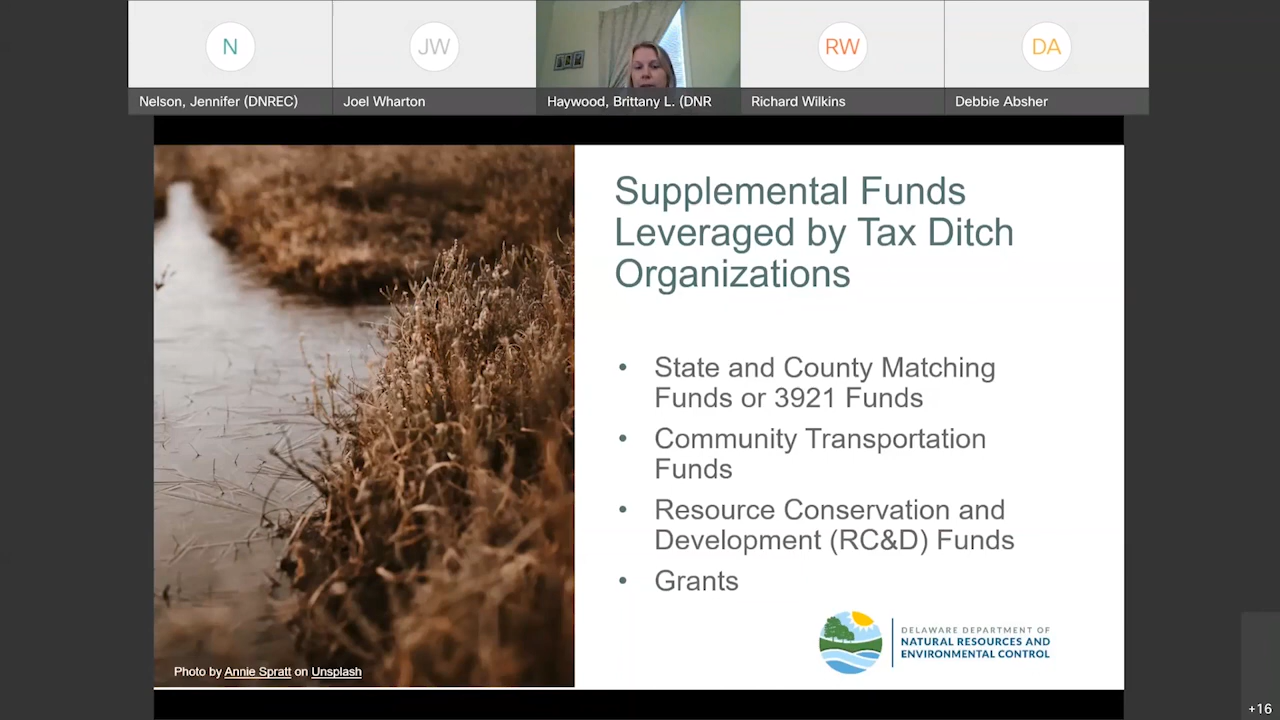 N
JW
RW
DA
Nelson, Jennifer (DNREC)
Joel Wharton
Haywood, Brittany L. (DNR
Richard Wilkins
Debbie Absher
Supplemental Funds
Leveraged by Tax Ditch
Organizations
• State and County Matching
Funds or 3921 Funds
• Community Transportation
Funds
• Resource Conservation and
Development (RC&D) Funds
• Grants
DELAWARE DEPARTMENT OF
NATURAL RESOURCES AND
ENVIRONMENTAL CONTROL
Photo by Annie Spratt on Unsplash
+16